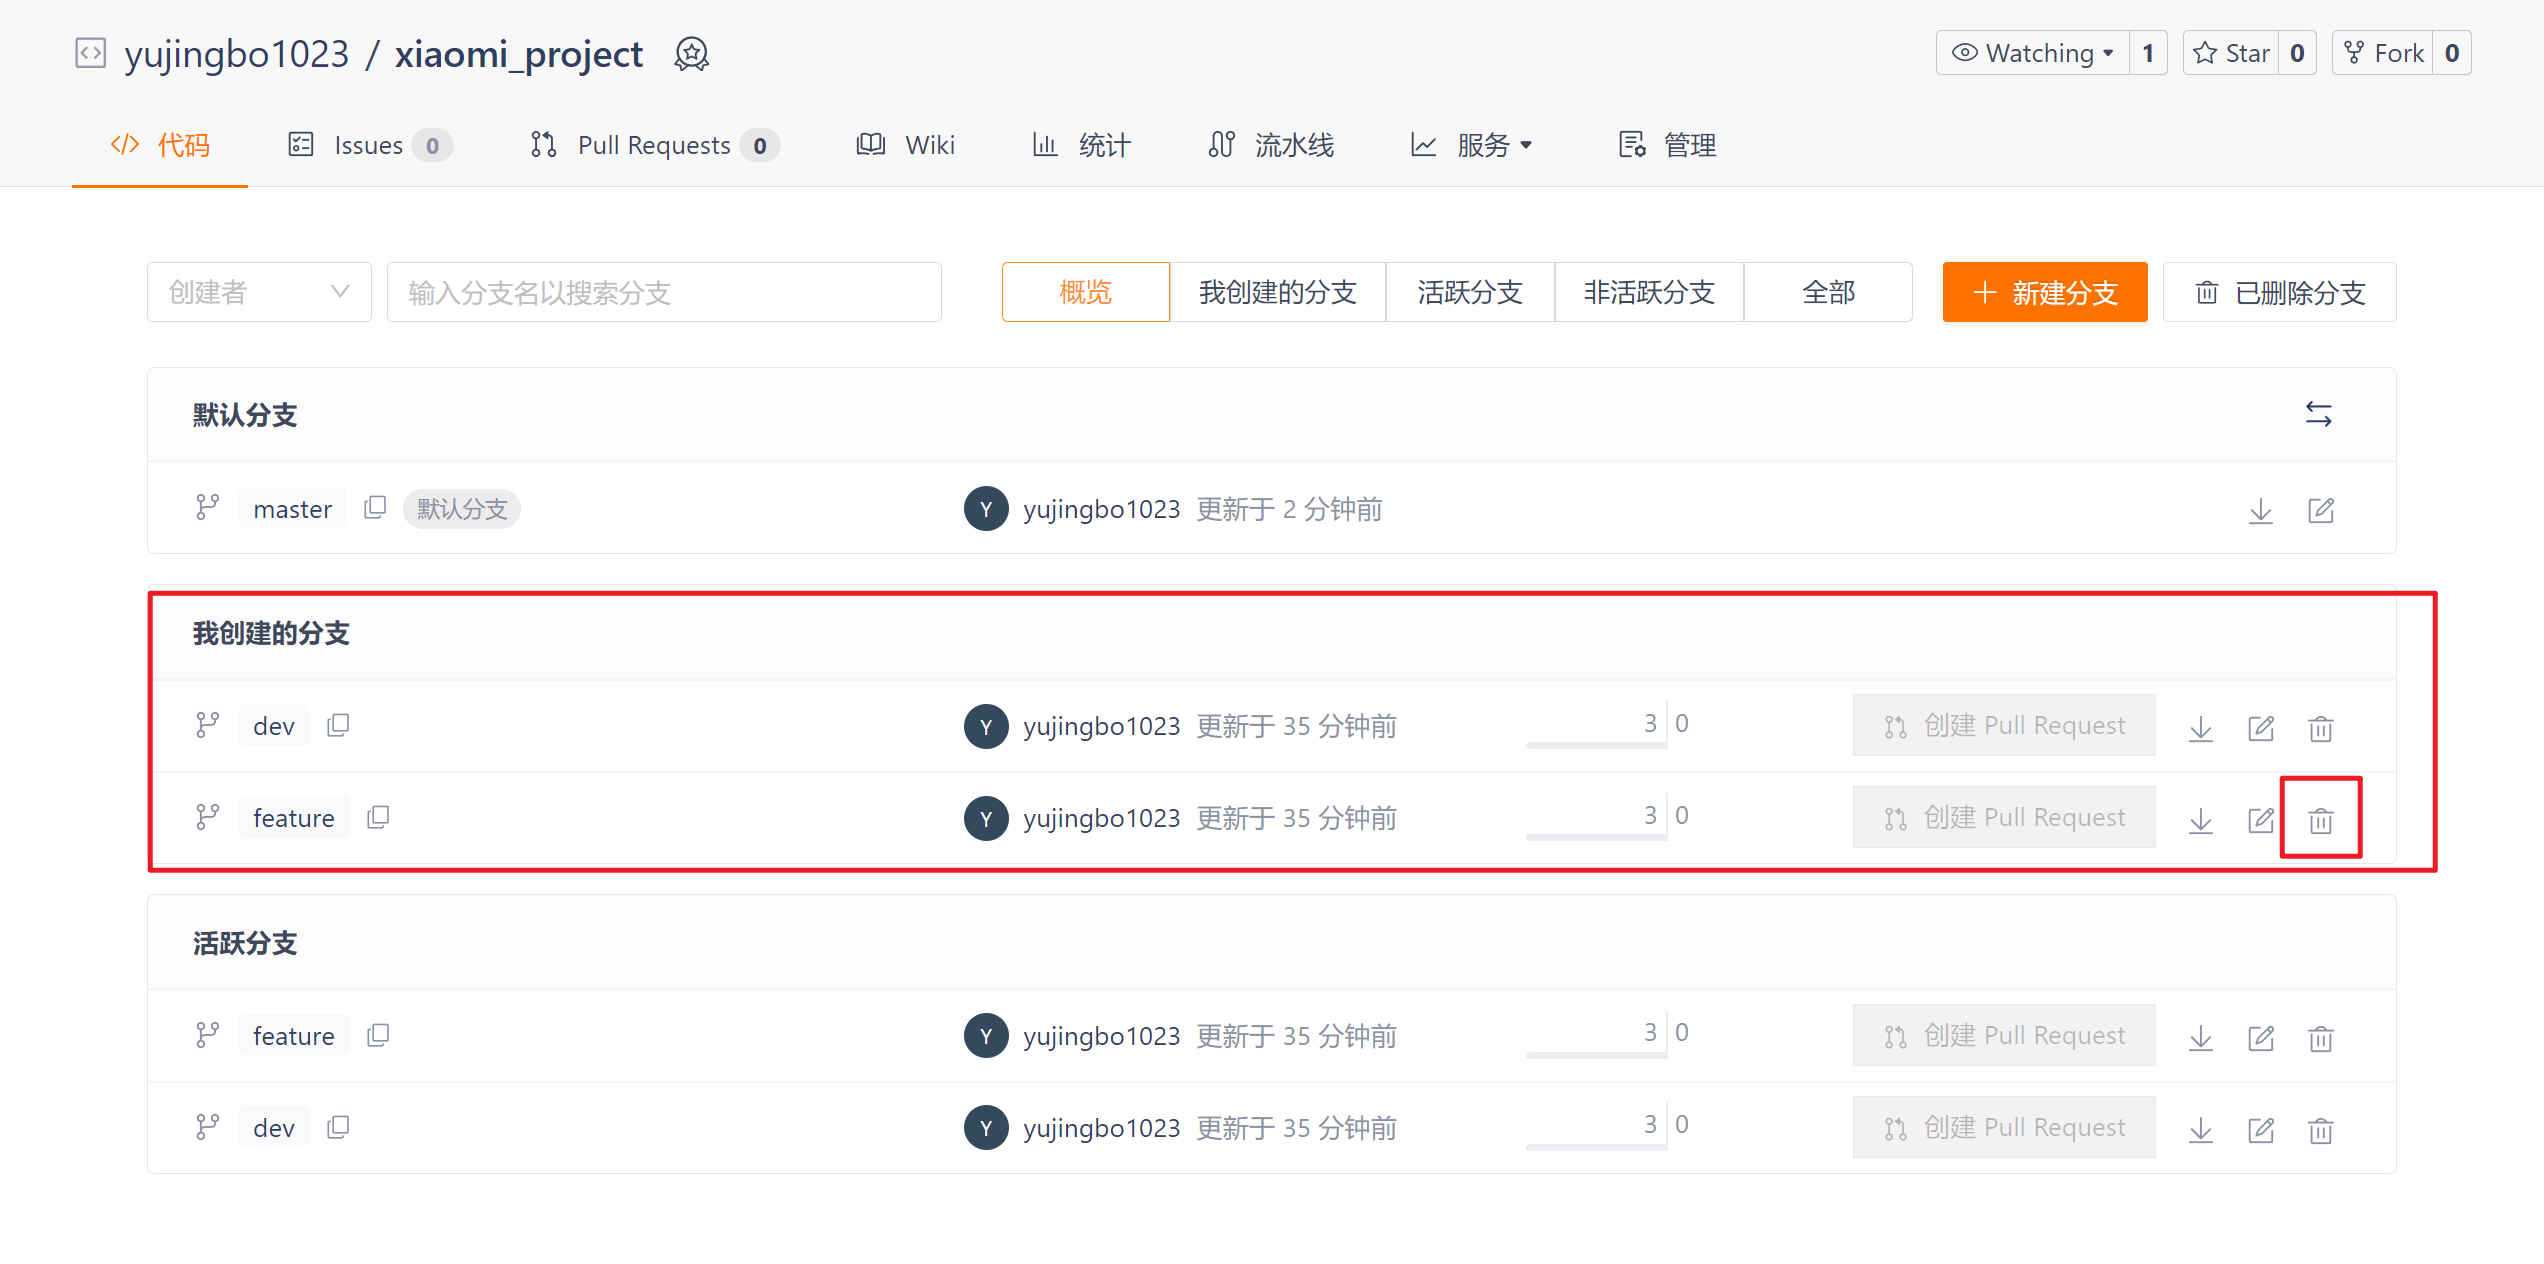 yujingbo1023 / xiaomi_project Watching 1 Star 0 Fork 0
代码 Issues 0 Pull Requests 0 Wiki 统计 流水线 服务 管理
创建者 输入分支名以搜索分支 概览 我创建的分支 活跃分支 非活跃分支 全部 新建分支 已删除分支
默认分支
master 默认分支 Y yujingbo1023 更新于 2 分钟前
我创建的分支
dev Y yujingbo1023 更新于 35 分钟前 3 0 创建 Pull Request
feature Y yujingbo1023 更新于 35 分钟前 3 0 创建 Pull Request
活跃分支
feature Y yujingbo1023 更新于 35 分钟前 3 0 创建 Pull Request
dev Y yujingbo1023 更新于 35 分钟前 3 0 创建 Pull Request